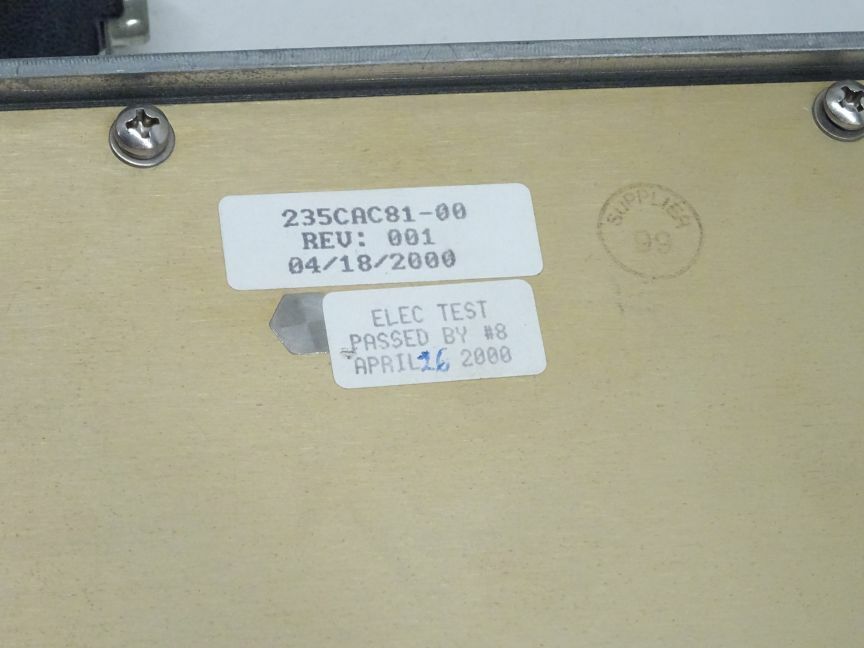 235CAC81-00
REV: 001
04/18/2000
SUPPLIER
99
ELEC TEST
PASSED BY #8
APRIL 26 2000